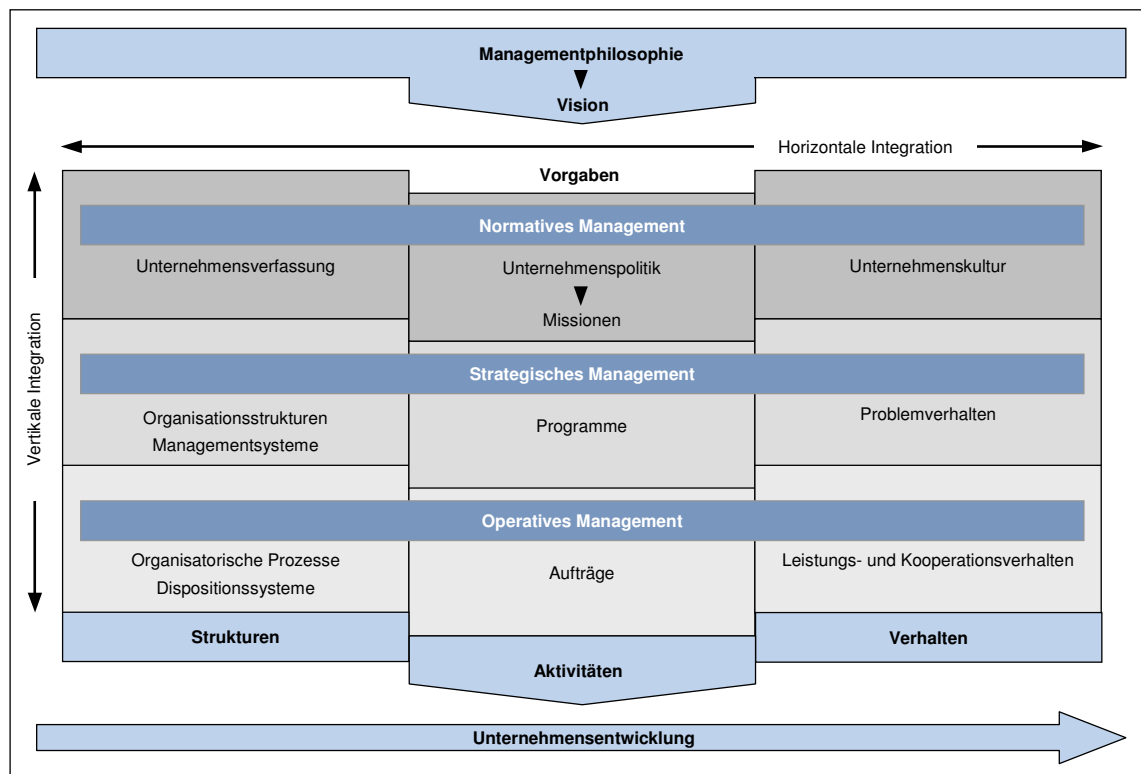 Managementphilosophie
Vision
Horizontale Integration
Vorgaben
Vertikale Integration
Normatives Management
Unternehmensverfassung
Unternehmenspolitik
Unternehmenskultur
Missionen
Strategisches Management
Organisationsstrukturen
Managementsysteme
Programme
Problemverhalten
Operatives Management
Organisatorische Prozesse
Dispositionssysteme
Aufträge
Leistungs- und Kooperationsverhalten
Strukturen
Aktivitäten
Verhalten
Unternehmensentwicklung